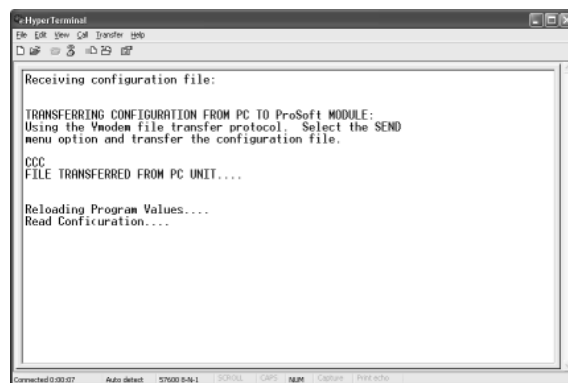 HyperTerminal
File Edit View Call Transfer Help
Receiving configuration file:
TRANSFERRING CONFIGURATION FROM PC TO ProSoft MODULE:
Using the Ymodem file transfer protocol.  Select the SEND
menu option and transfer the configuration file.
CCC
FILE TRANSFERRED FROM PC UNIT....
Reloading Program Values....
Read Configuration....
Connected 0:00:07 Auto detect 57600 8-N-1 SCROLL CAPS NUM Capture Print echo